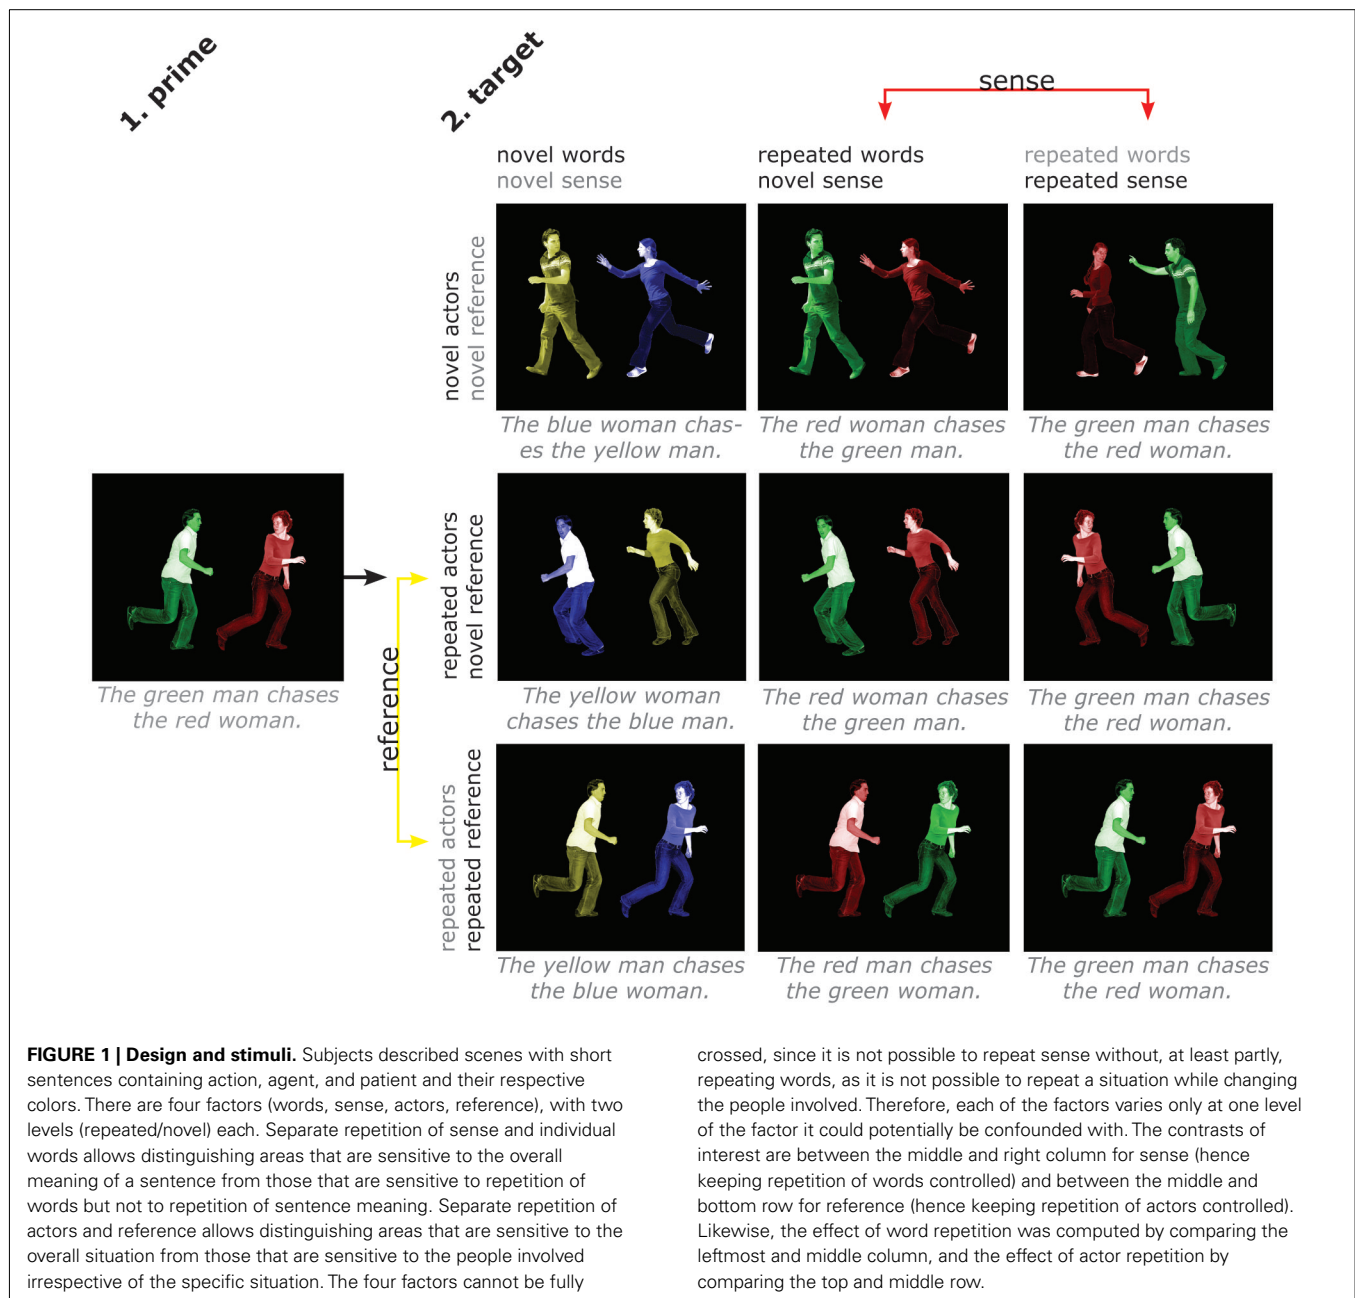 1. prime
2. target
sense
novel words
novel sense
repeated words
novel sense
repeated words
repeated sense
novel actors
novel reference
The blue woman chas-
es the yellow man.
The red woman chases
the green man.
The green man chases
the red woman.
The green man chases
the red woman.
reference
repeated actors
novel reference
The yellow woman
chases the blue man.
The red woman chases
the green man.
The green man chases
the red woman.
repeated actors
repeated reference
The yellow man chases
the blue woman.
The red man chases
the green woman.
The green man chases
the red woman.
FIGURE 1 | Design and stimuli. Subjects described scenes with short
sentences containing action, agent, and patient and their respective
colors. There are four factors (words, sense, actors, reference), with two
levels (repeated/novel) each. Separate repetition of sense and individual
words allows distinguishing areas that are sensitive to the overall
meaning of a sentence from those that are sensitive to repetition of
words but not to repetition of sentence meaning. Separate repetition of
actors and reference allows distinguishing areas that are sensitive to the
overall situation from those that are sensitive to the people involved
irrespective of the specific situation. The four factors cannot be fully
crossed, since it is not possible to repeat sense without, at least partly,
repeating words, as it is not possible to repeat a situation while changing
the people involved. Therefore, each of the factors varies only at one level
of the factor it could potentially be confounded with. The contrasts of
interest are between the middle and right column for sense (hence
keeping repetition of words controlled) and between the middle and
bottom row for reference (hence keeping repetition of actors controlled).
Likewise, the effect of word repetition was computed by comparing the
leftmost and middle column, and the effect of actor repetition by
comparing the top and middle row.